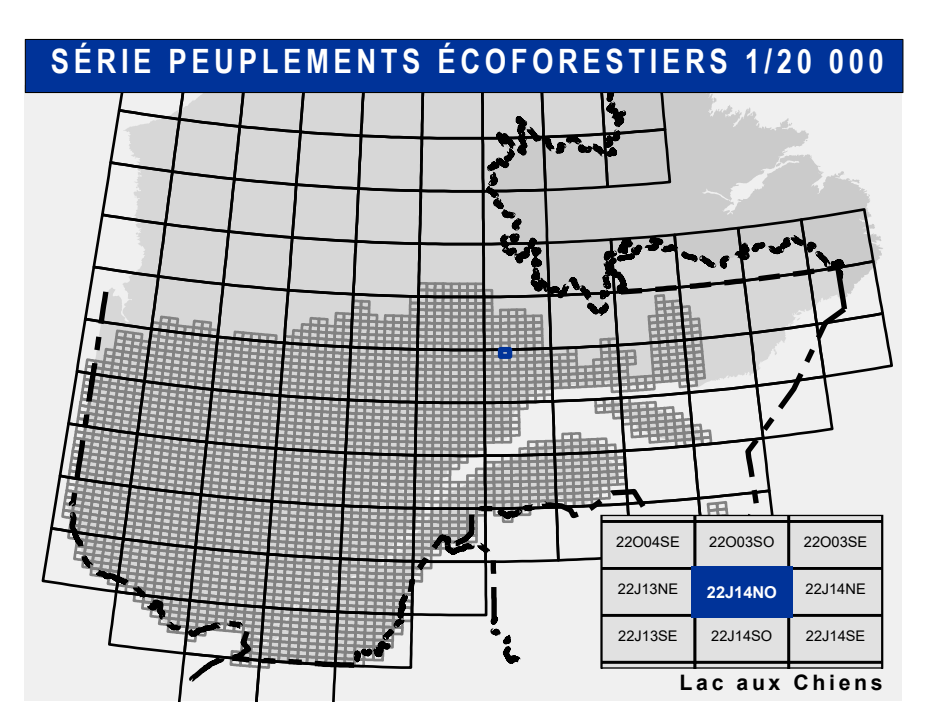 SÉRIE PEUPLEMENTS ÉCOFORESTIERS 1/20 000
22O04SE 22O03SO 22O03SE
22J13NE 22J14NO 22J14NE
22J13SE 22J14SO 22J14SE
Lac aux Chiens